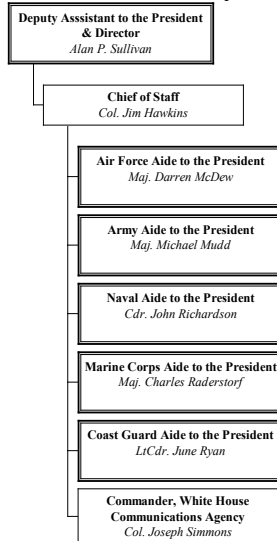 Deputy Asssistant to the President
& Director
Alan P. Sullivan
Chief of Staff
Col. Jim Hawkins
Air Force Aide to the President
Maj. Darren McDew
Army Aide to the President
Maj. Michael Mudd
Naval Aide to the President
Cdr. John Richardson
Marine Corps Aide to the President
Maj. Charles Raderstorf
Coast Guard Aide to the President
LtCdr. June Ryan
Commander, White House
Communications Agency
Col. Joseph Simmons